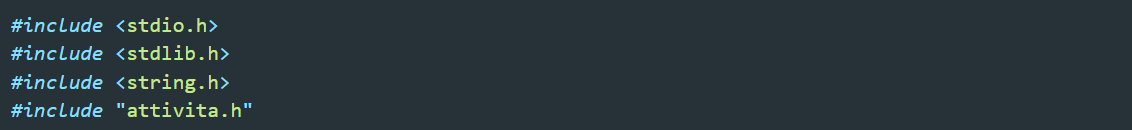 #include <stdio.h>
#include <stdlib.h>
#include <string.h>
#include "attivita.h"